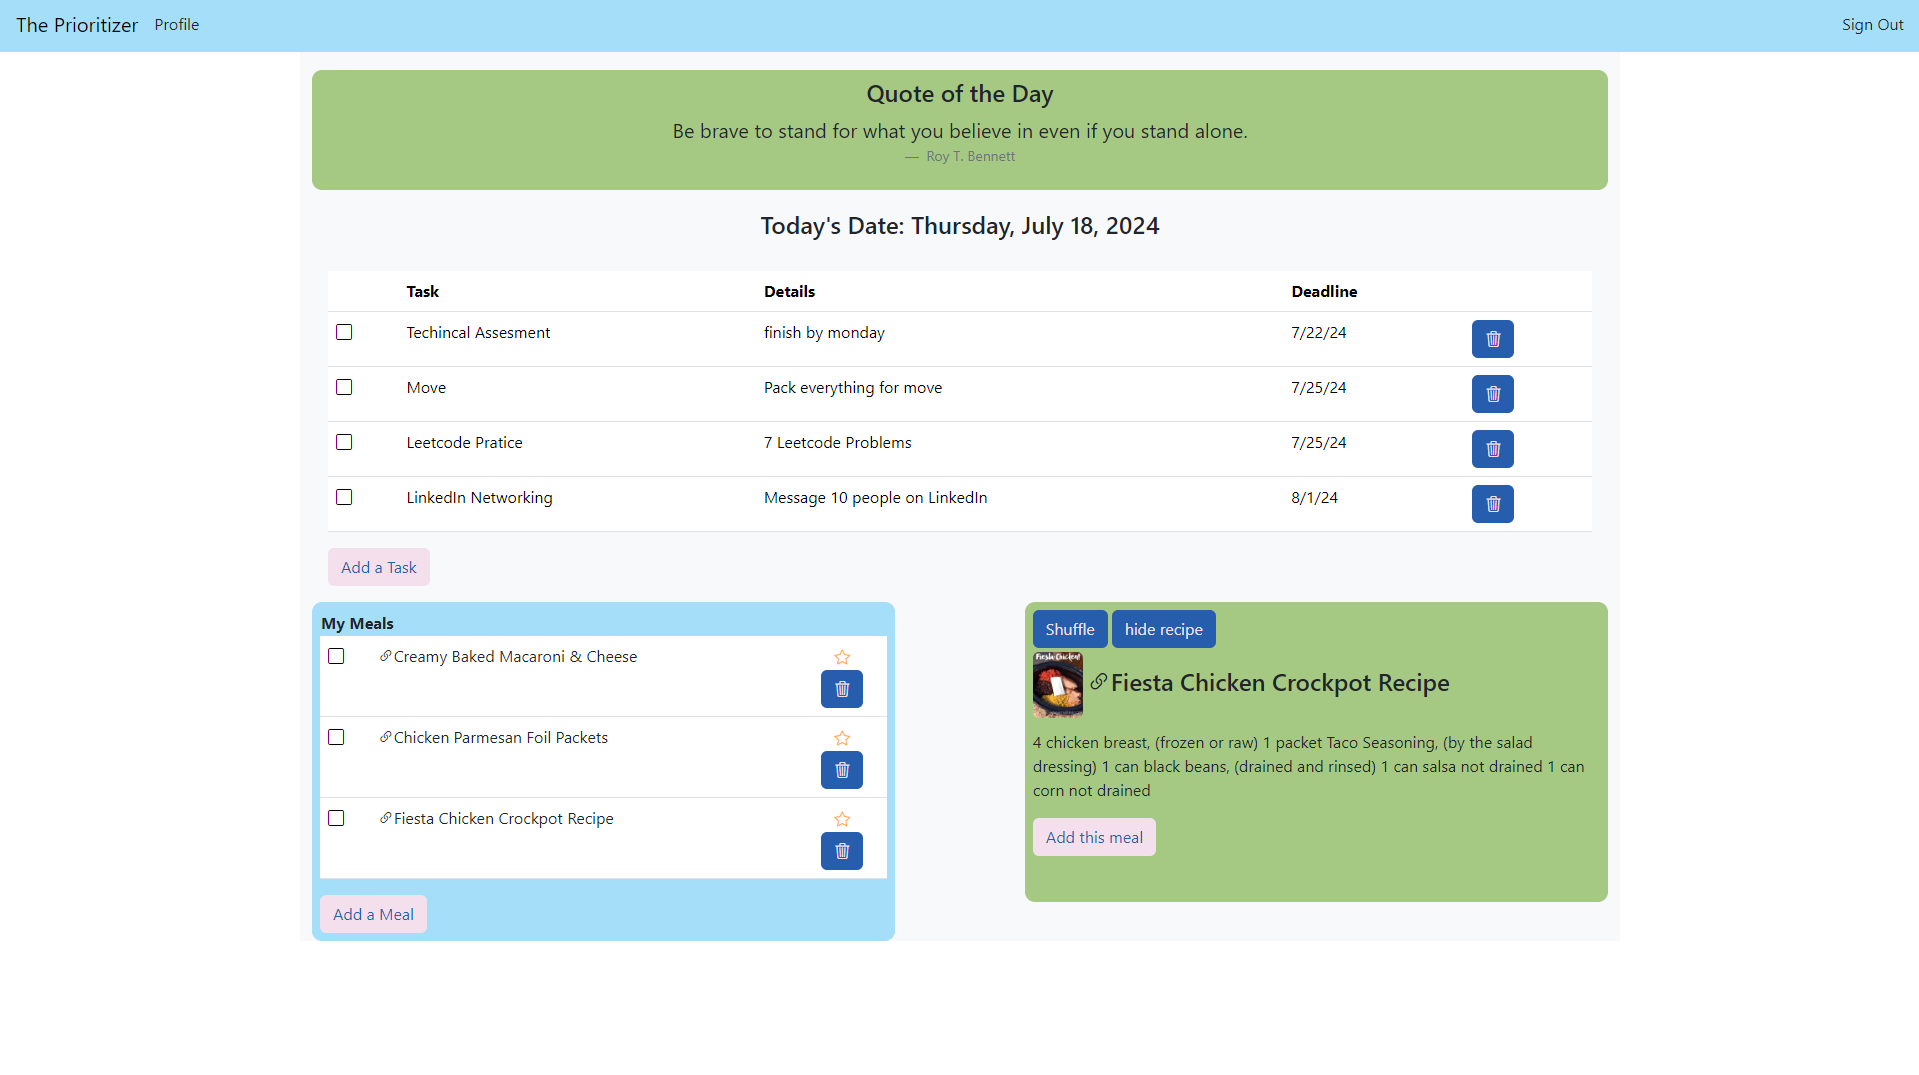 The Prioritizer Profile Sign Out
Quote of the Day
Be brave to stand for what you believe in even if you stand alone.
— Roy T. Bennett
Today's Date: Thursday, July 18, 2024
Task Details Deadline
Techincal Assesment finish by monday 7/22/24
Move Pack everything for move 7/25/24
Leetcode Pratice 7 Leetcode Problems 7/25/24
LinkedIn Networking Message 10 people on LinkedIn 8/1/24
Add a Task
My Meals
Creamy Baked Macaroni & Cheese
Chicken Parmesan Foil Packets
Fiesta Chicken Crockpot Recipe
Add a Meal
Shuffle hide recipe
Fiesta Chicken!
Fiesta Chicken Crockpot Recipe
4 chicken breast, (frozen or raw) 1 packet Taco Seasoning, (by the salad
dressing) 1 can black beans, (drained and rinsed) 1 can salsa not drained 1 can
corn not drained
Add this meal